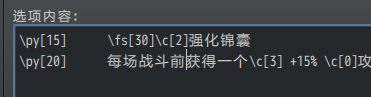 选项内容:
\py[15]	\fs[30]\c[2]强化锦囊
\py[20]	每场战斗前获得一个\c[3] +15% \c[0]攻